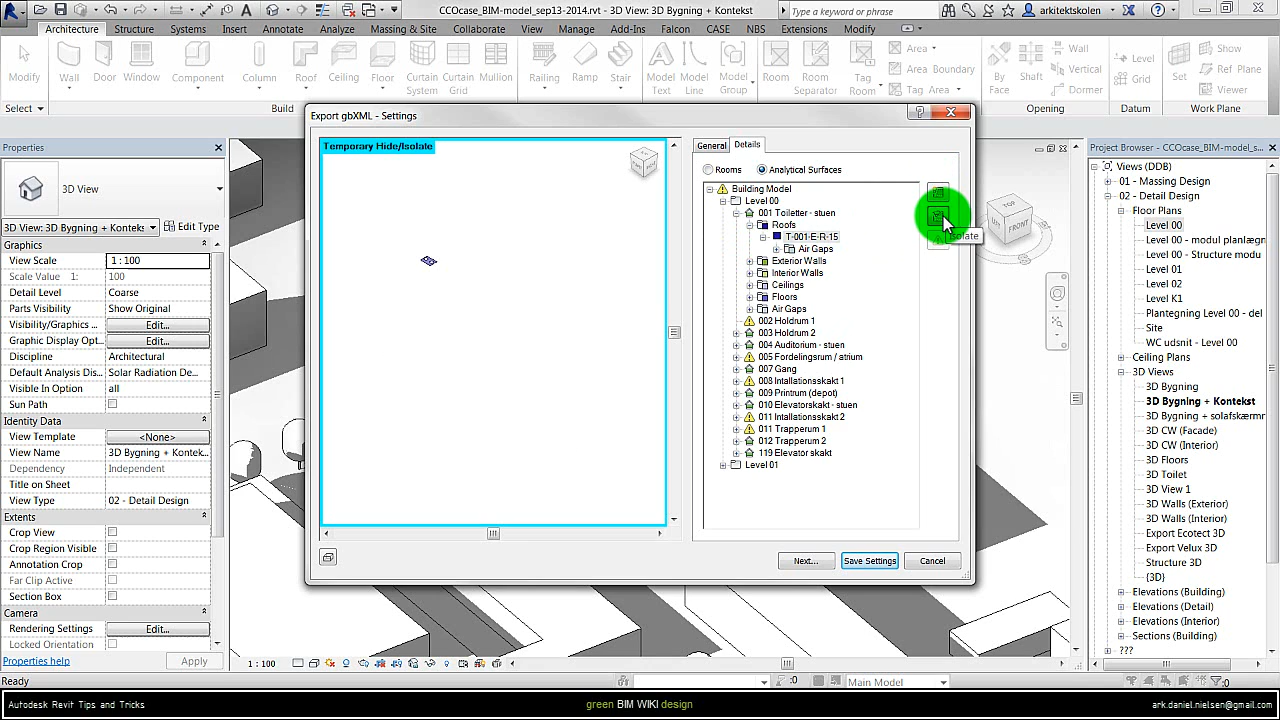 CCOcase_BIM-model_sep13-2014.rvt - 3D View: 3D Bygning + Kontekst
Type a keyword or phrase
arkitektskolen
Architecture Structure Systems Insert Annotate Analyze Massing & Site Collaborate View Manage Add-Ins Falcon CASE NBS Extensions Modify
Modify Wall Door Window Component Column Roof Ceiling Floor Curtain System Curtain Grid Mullion Railing Ramp Stair Model Text Model Line Model Group Room Room Separator Tag Room
Area
Area Boundary
Tag Area
By Face Shaft
Wall
Vertical
Dormer
Level
Grid
Set
Show
Ref Plane
Viewer
Select Build Opening Datum Work Plane
Properties
3D View
3D View: 3D Bygning + Kontekst
Edit Type
Graphics
View Scale 1 : 100
Scale Value 1: 100
Detail Level Coarse
Parts Visibility Show Original
Visibility/Graphics ... Edit...
Graphic Display Opt... Edit...
Discipline Architectural
Default Analysis Dis... Solar Radiation De...
Visible In Option all
Sun Path
Identity Data
View Template <None>
View Name 3D Bygning + Kontek...
Dependency Independent
Title on Sheet
View Type 02 - Detail Design
Extents
Crop View
Crop Region Visible
Annotation Crop
Far Clip Active
Section Box
Camera
Rendering Settings Edit...
Locked Orientation
Properties help
Apply
Export gbXML - Settings
Temporary Hide/Isolate
General Details
Rooms Analytical Surfaces
Building Model
Level 00
001 Toiletter - stuen
Roofs
T-001-E-R-15
Air Gaps
Exterior Walls
Interior Walls
Ceilings
Floors
Air Gaps
002 Holdrum 1
003 Holdrum 2
004 Auditorium - stuen
005 Fordelingsrum / atrium
007 Gang
008 Intallationsskakt 1
009 Printrum (depot)
010 Elevatorskakt - stuen
011 Intallationsskakt 2
011 Trapperum 1
012 Trapperum 2
119 Elevator skakt
Level 01
Next... Save Settings Cancel
TOP
FRONT
Project Browser - CCOcase_BIM-model_s...
Views (DDB)
01 - Massing Design
02 - Detail Design
Floor Plans
Level 00
Level 00 - modul planlægn
Level 00 - Structure modu
Level 01
Level 02
Level K1
Plantegning Level 00 - del
Site
WC udsnit - Level 00
Ceiling Plans
3D Views
3D Bygning
3D Bygning + Kontekst
3D Bygning + solafskærmr
3D CW (Facade)
3D CW (Interior)
3D Floors
3D Toilet
3D View 1
3D Walls (Exterior)
3D Walls (Interior)
Export Ecotect 3D
Export Velux 3D
Structure 3D
{3D}
Elevations (Building)
Elevations (Detail)
Elevations (Interior)
Sections (Building)
???
1 : 100
Ready
:0
Main Model
:0
Autodesk Revit Tips and Tricks
green BIM WIKI design
ark.daniel.nielsen@gmail.com